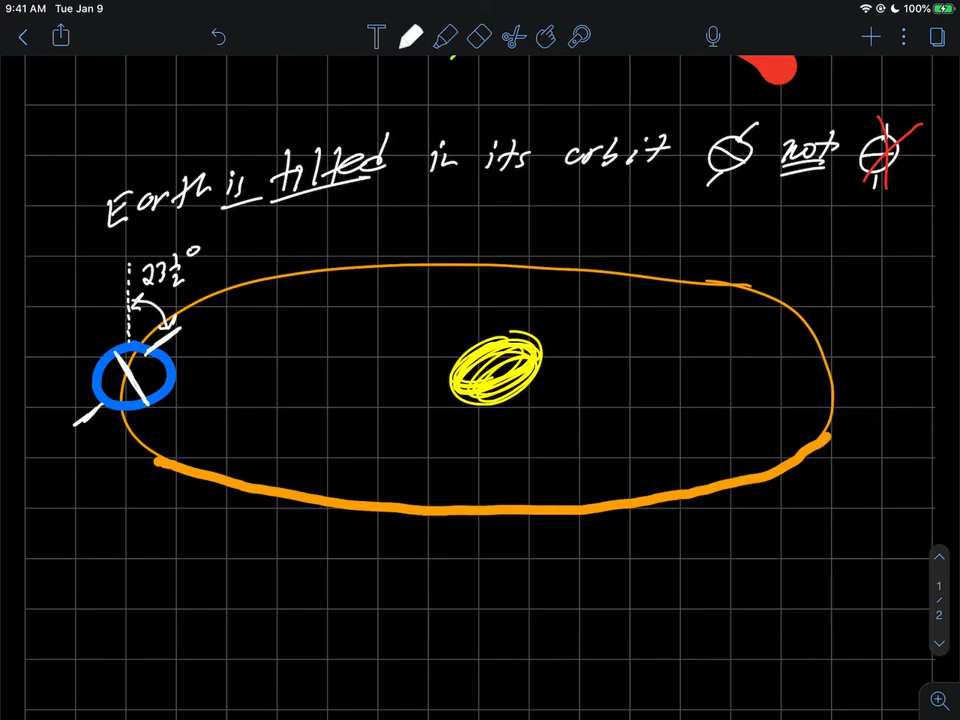 9:41 AM Tue Jan 9
100%
T
Earth is tilted in its orbit not
23½°
1
/
2